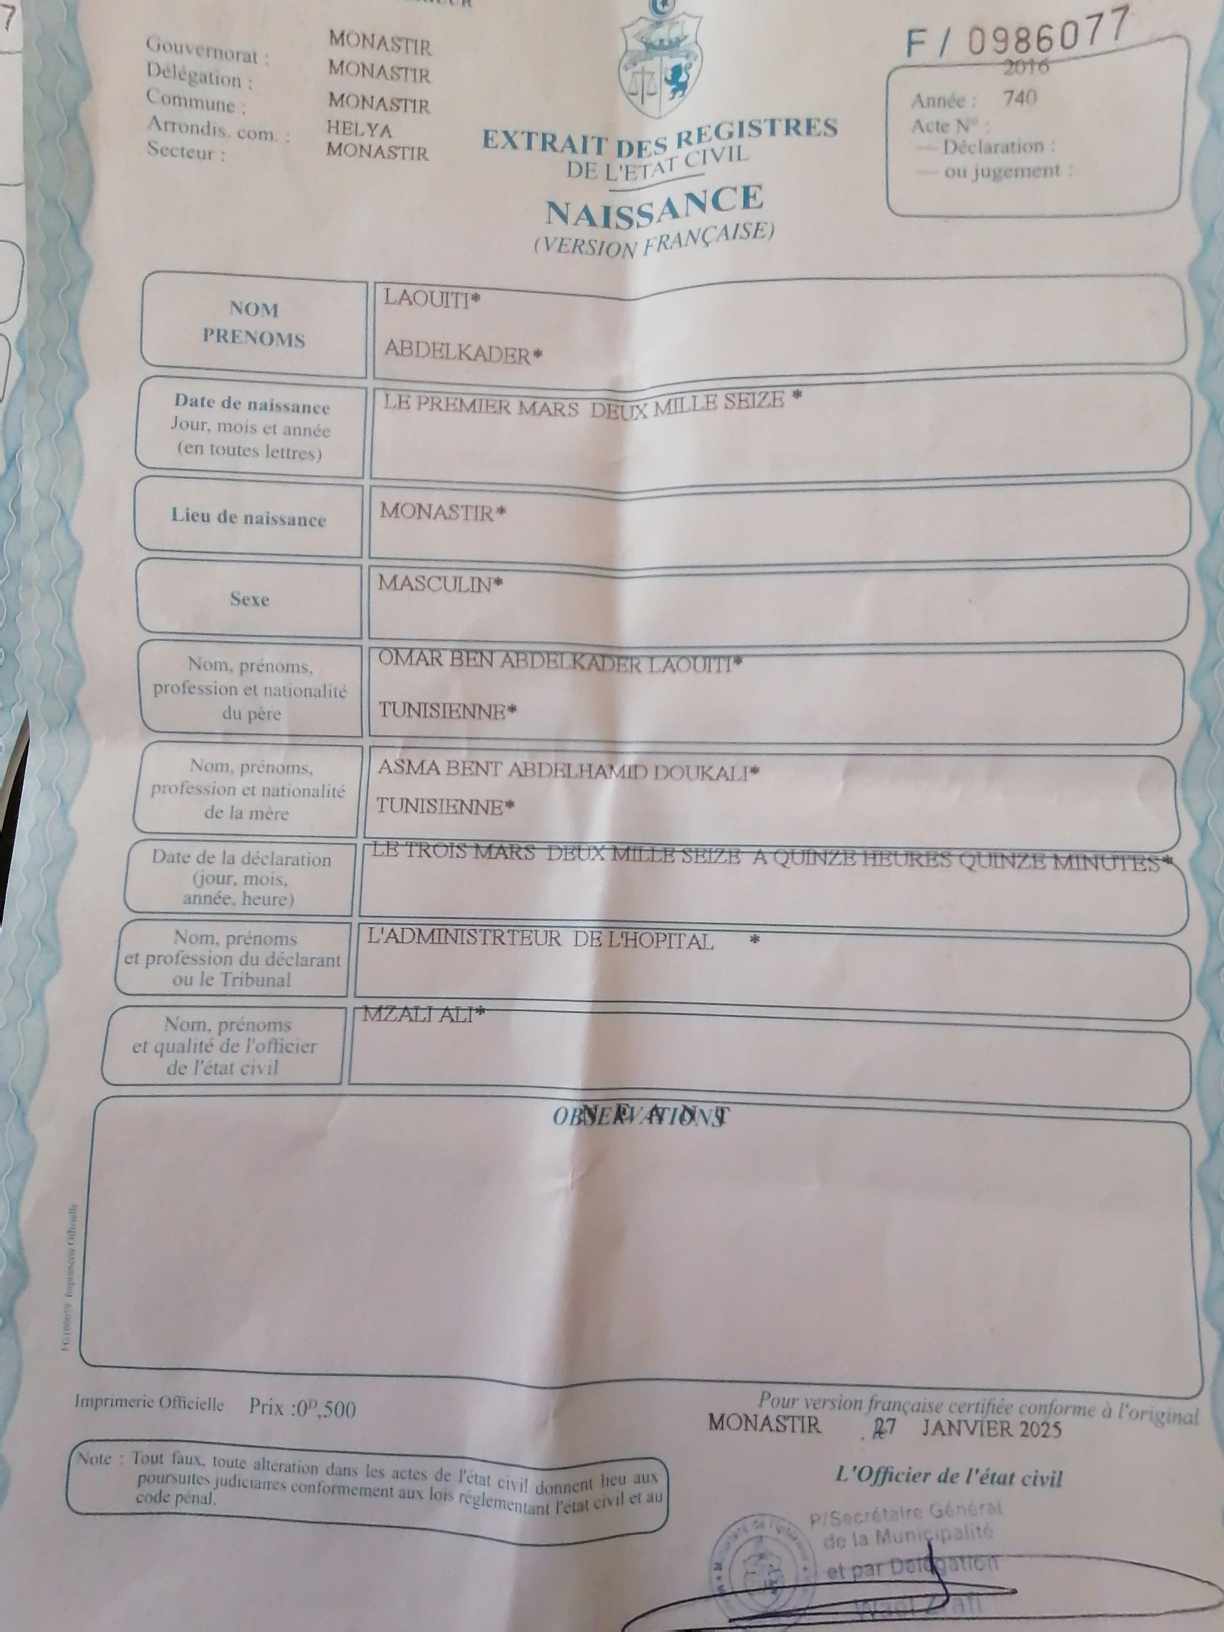 7
Gouvernorat : MONASTIR
Délégation : MONASTIR
Commune : MONASTIR
Arrondis. com. : HELYA
Secteur : MONASTIR
F / 0986077
2016
Année : 740
Acte N° :
— Déclaration :
— ou jugement :
EXTRAIT DES REGISTRES
DE L'ETAT CIVIL
NAISSANCE
(VERSION FRANÇAISE)
NOM
PRENOMS
LAOUITI*
ABDELKADER*
Date de naissance
Jour, mois et année
(en toutes lettres)
LE PREMIER MARS DEUX MILLE SEIZE *
Lieu de naissance
MONASTIR*
Sexe
MASCULIN*
Nom, prénoms,
profession et nationalité
du père
OMAR BEN ABDELKADER LAOUITI*
TUNISIENNE*
Nom, prénoms,
profession et nationalité
de la mère
ASMA BENT ABDELHAMID DOUKALI*
TUNISIENNE*
Date de la déclaration
(jour, mois,
année, heure)
LE TROIS MARS DEUX MILLE SEIZE A QUINZE HEURES QUINZE MINUTES*
Nom, prénoms
et profession du déclarant
ou le Tribunal
L'ADMINISTRTEUR DE L'HOPITAL *
Nom, prénoms
et qualité de l'officier
de l'état civil
MZALI ALI*
OBSERVATIONS
N E A N T
Imprimerie Officielle Prix :0ᴰ,500
Pour version française certifiée conforme à l'original
MONASTIR 27 JANVIER 2025
Note : Tout faux, toute altération dans les actes de l'état civil donnent lieu aux
poursuites judiciaires conformement aux lois réglementant l'état civil et au
code pénal.
L'Officier de l'état civil
P/Secrétaire Général
de la Municipalité
et par Delegation
Imprimerie Officielle